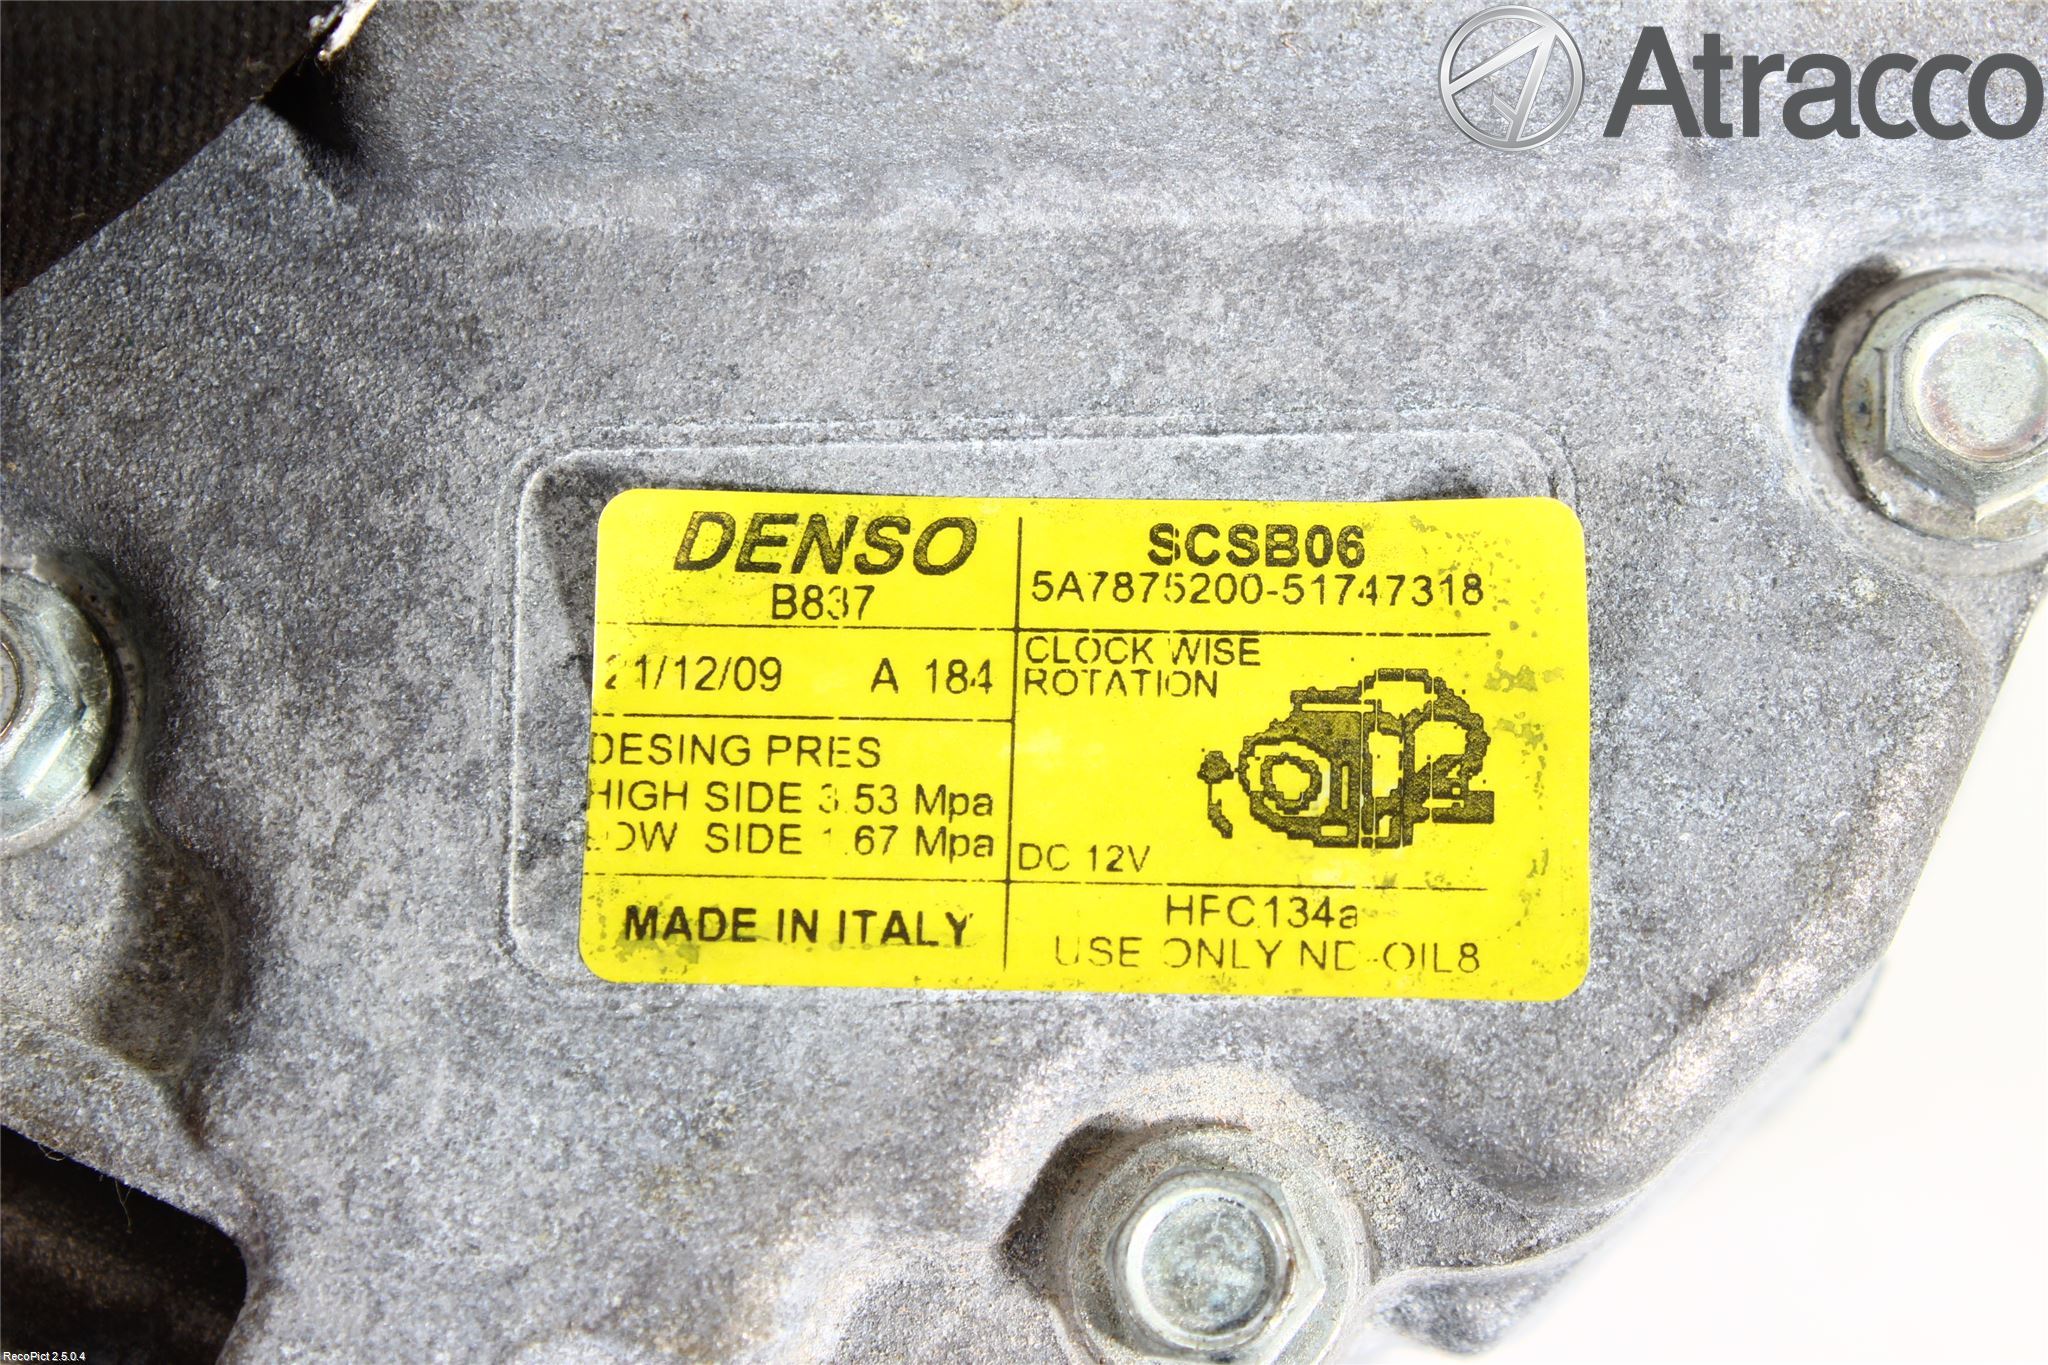 Atracco
DENSO
B837
SCSB06
5A7875200-51747318
21/12/09 A 184
CLOCK WISE
ROTATION
DESING PRES
HIGH SIDE 3.53 Mpa
LOW SIDE 1.67 Mpa
DC 12V
MADE IN ITALY
HFC134a
USE ONLY ND-OIL8
RecoPict 2.5.0.4